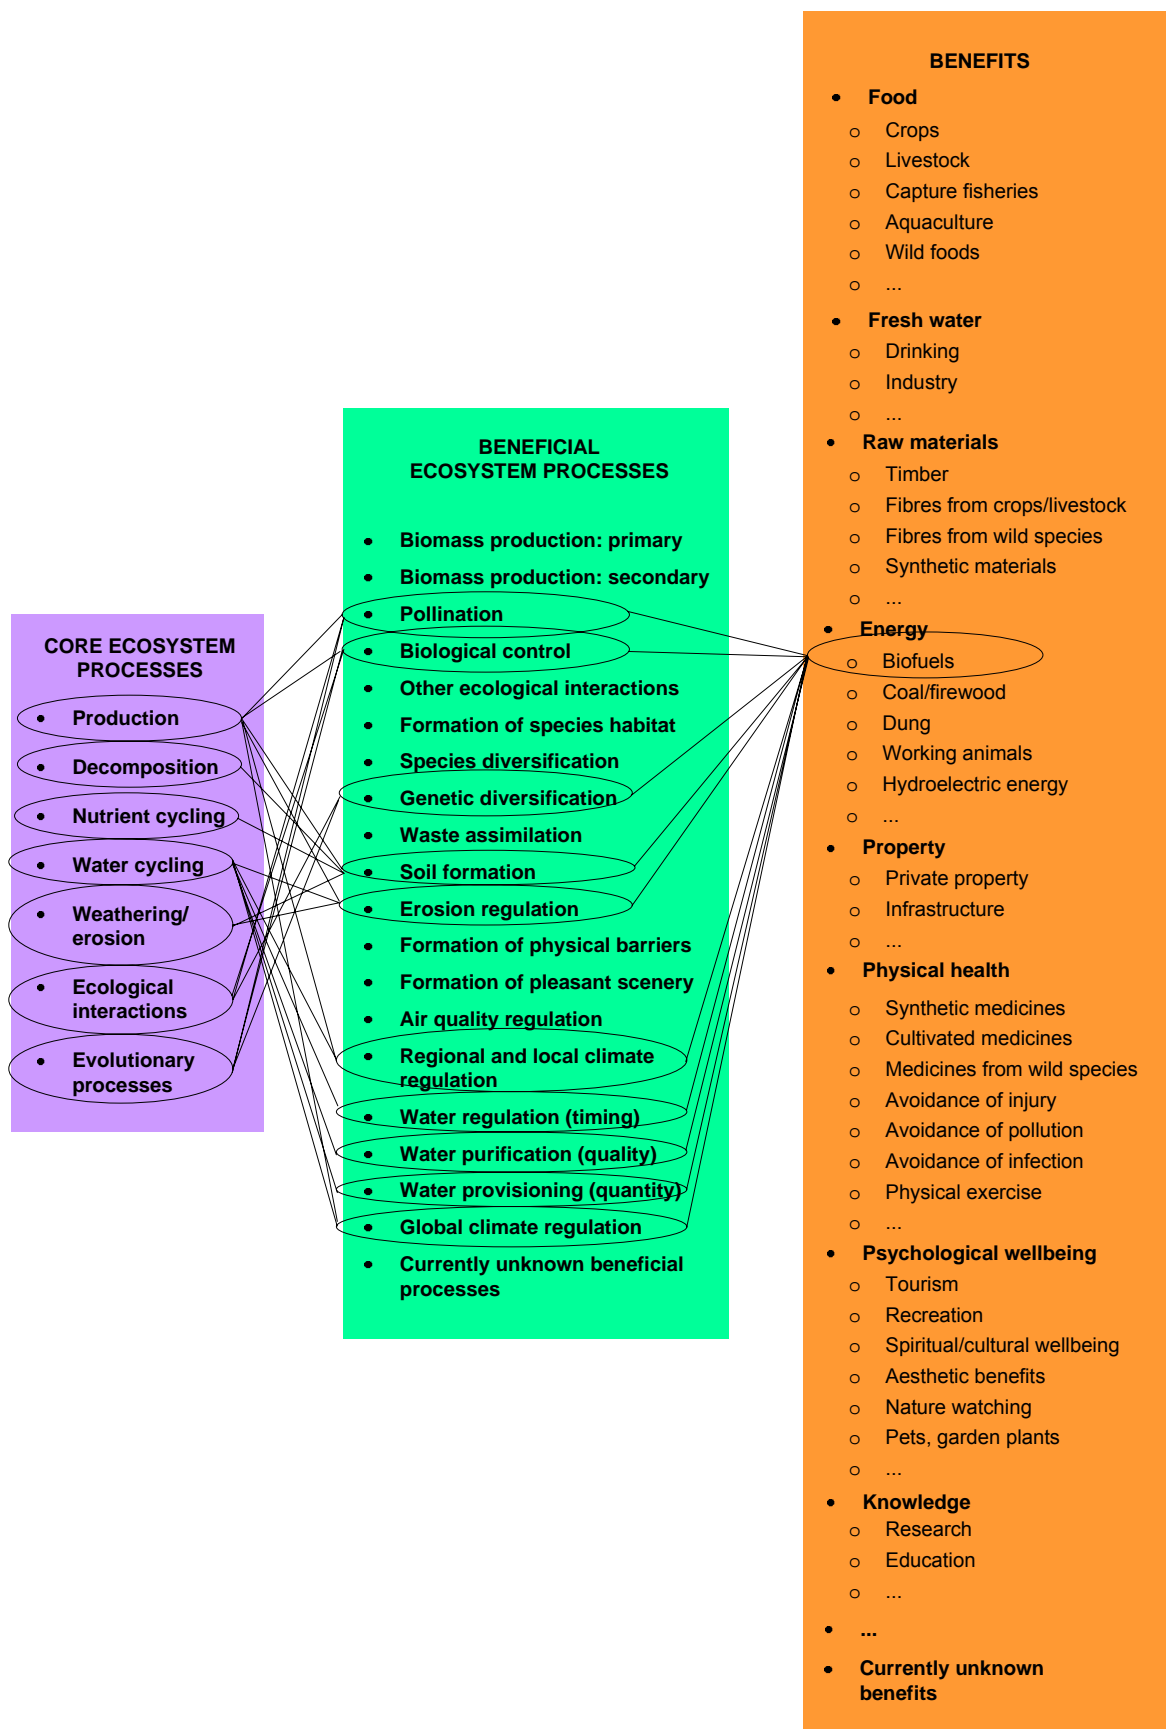 CORE ECOSYSTEM
PROCESSES
• Production
• Decomposition
• Nutrient cycling
• Water cycling
• Weathering/
erosion
• Ecological
interactions
• Evolutionary
processes
BENEFICIAL
ECOSYSTEM PROCESSES
• Biomass production: primary
• Biomass production: secondary
• Pollination
• Biological control
• Other ecological interactions
• Formation of species habitat
• Species diversification
• Genetic diversification
• Waste assimilation
• Soil formation
• Erosion regulation
• Formation of physical barriers
• Formation of pleasant scenery
• Air quality regulation
• Regional and local climate
regulation
• Water regulation (timing)
• Water purification (quality)
• Water provisioning (quantity)
• Global climate regulation
• Currently unknown beneficial
processes
BENEFITS
• Food
o Crops
o Livestock
o Capture fisheries
o Aquaculture
o Wild foods
o ...
• Fresh water
o Drinking
o Industry
o ...
• Raw materials
o Timber
o Fibres from crops/livestock
o Fibres from wild species
o Synthetic materials
o ...
• Energy
o Biofuels
o Coal/firewood
o Dung
o Working animals
o Hydroelectric energy
o ...
• Property
o Private property
o Infrastructure
o ...
• Physical health
o Synthetic medicines
o Cultivated medicines
o Medicines from wild species
o Avoidance of injury
o Avoidance of pollution
o Avoidance of infection
o Physical exercise
o ...
• Psychological wellbeing
o Tourism
o Recreation
o Spiritual/cultural wellbeing
o Aesthetic benefits
o Nature watching
o Pets, garden plants
o ...
• Knowledge
o Research
o Education
o ...
• ...
• Currently unknown
benefits